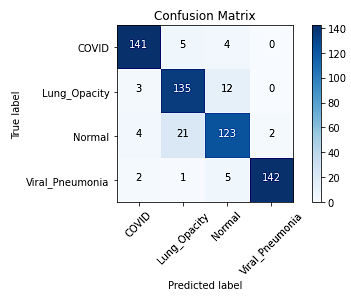 Confusion Matrix
True label
COVID 141 5 4 0
Lung_Opacity 3 135 12 0
Normal 4 21 123 2
Viral_Pneumonia 2 1 5 142
COVID Lung_Opacity Normal Viral_Pneumonia
Predicted label
140
120
100
80
60
40
20
0